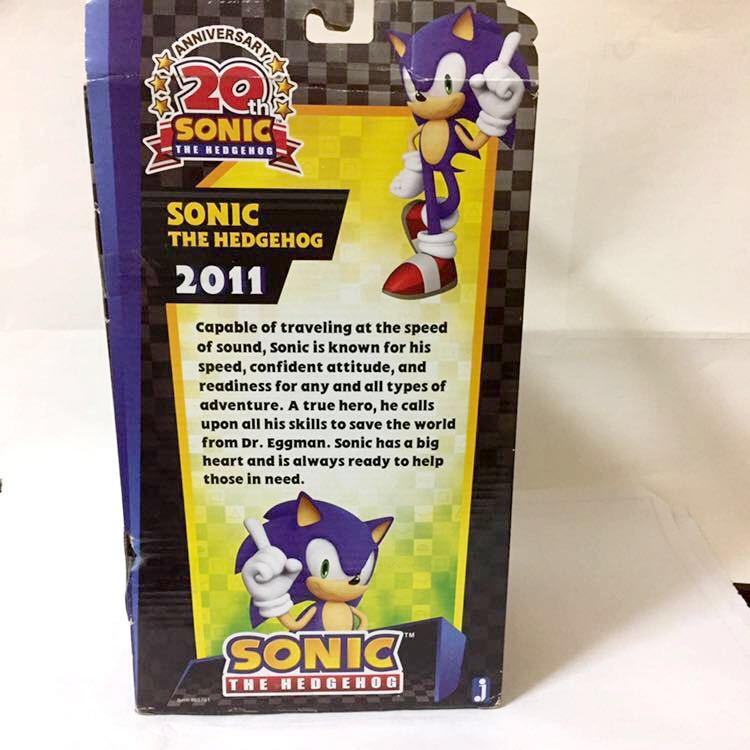 ANNIVERSARY
20th
SONIC
THE HEDGEHOG
SONIC
THE HEDGEHOG
2011
Capable of traveling at the speed
of sound, Sonic is known for his
speed, confident attitude, and
readiness for any and all types of
adventure. A true hero, he calls
upon all his skills to save the world
from Dr. Eggman. Sonic has a big
heart and is always ready to help
those in need.
SONIC™
THE HEDGEHOG
j